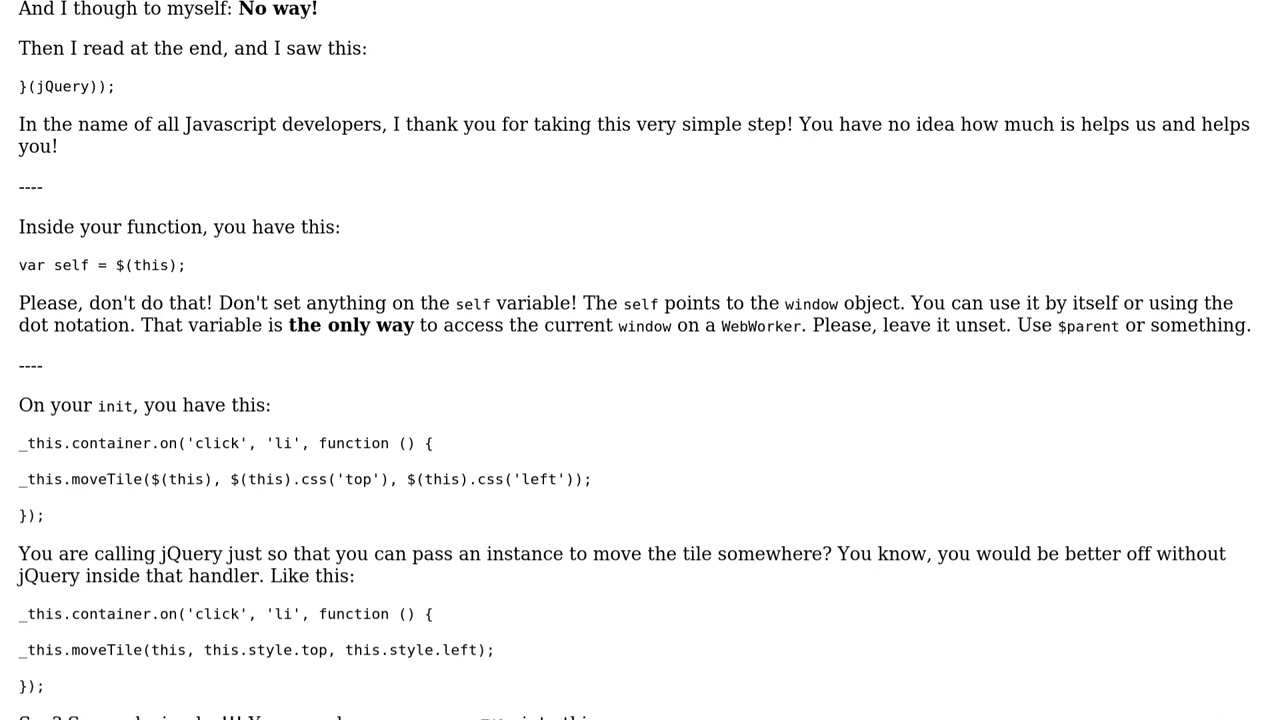 And I though to myself: No way!
Then I read at the end, and I saw this:
}(jQuery));
In the name of all Javascript developers, I thank you for taking this very simple step! You have no idea how much is helps us and helps
you!
----
Inside your function, you have this:
var self = $(this);
Please, don't do that! Don't set anything on the self variable! The self points to the window object. You can use it by itself or using the
dot notation. That variable is the only way to access the current window on a WebWorker. Please, leave it unset. Use $parent or something.
----
On your init, you have this:
_this.container.on('click', 'li', function () {
_this.moveTile($(this), $(this).css('top'), $(this).css('left'));
});
You are calling jQuery just so that you can pass an instance to move the tile somewhere? You know, you would be better off without
jQuery inside that handler. Like this:
_this.container.on('click', 'li', function () {
_this.moveTile(this, this.style.top, this.style.left);
});